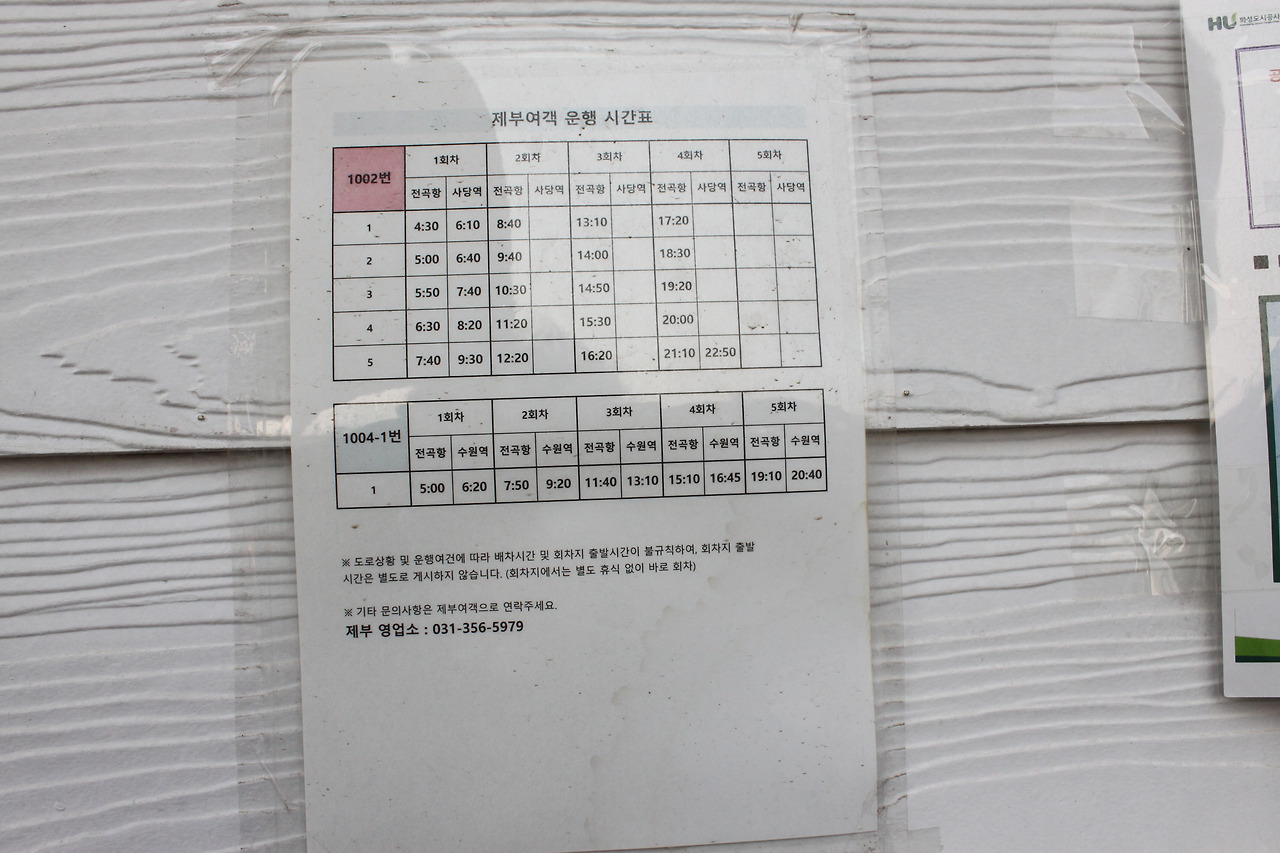 제부여객 운행 시간표
1002번 1회차 2회차 3회차 4회차 5회차
전곡항 사당역 전곡항 사당역 전곡항 사당역 전곡항 사당역 전곡항 사당역
1 4:30 6:10 8:40 13:10 17:20
2 5:00 6:40 9:40 14:00 18:30
3 5:50 7:40 10:30 14:50 19:20
4 6:30 8:20 11:20 15:30 20:00
5 7:40 9:30 12:20 16:20 21:10 22:50
1004-1번 1회차 2회차 3회차 4회차 5회차
전곡항 수원역 전곡항 수원역 전곡항 수원역 전곡항 수원역 전곡항 수원역
1 5:00 6:20 7:50 9:20 11:40 13:10 15:10 16:45 19:10 20:40
※ 도로상황 및 운행여건에 따라 배차시간 및 회차지 출발시간이 불규칙하여, 회차지 출발
시간은 별도로 게시하지 않습니다. (회차지에서는 별도 휴식 없이 바로 회차)
※ 기타 문의사항은 제부여객으로 연락주세요.
제부 영업소 : 031-356-5979
HU 화성도시공사